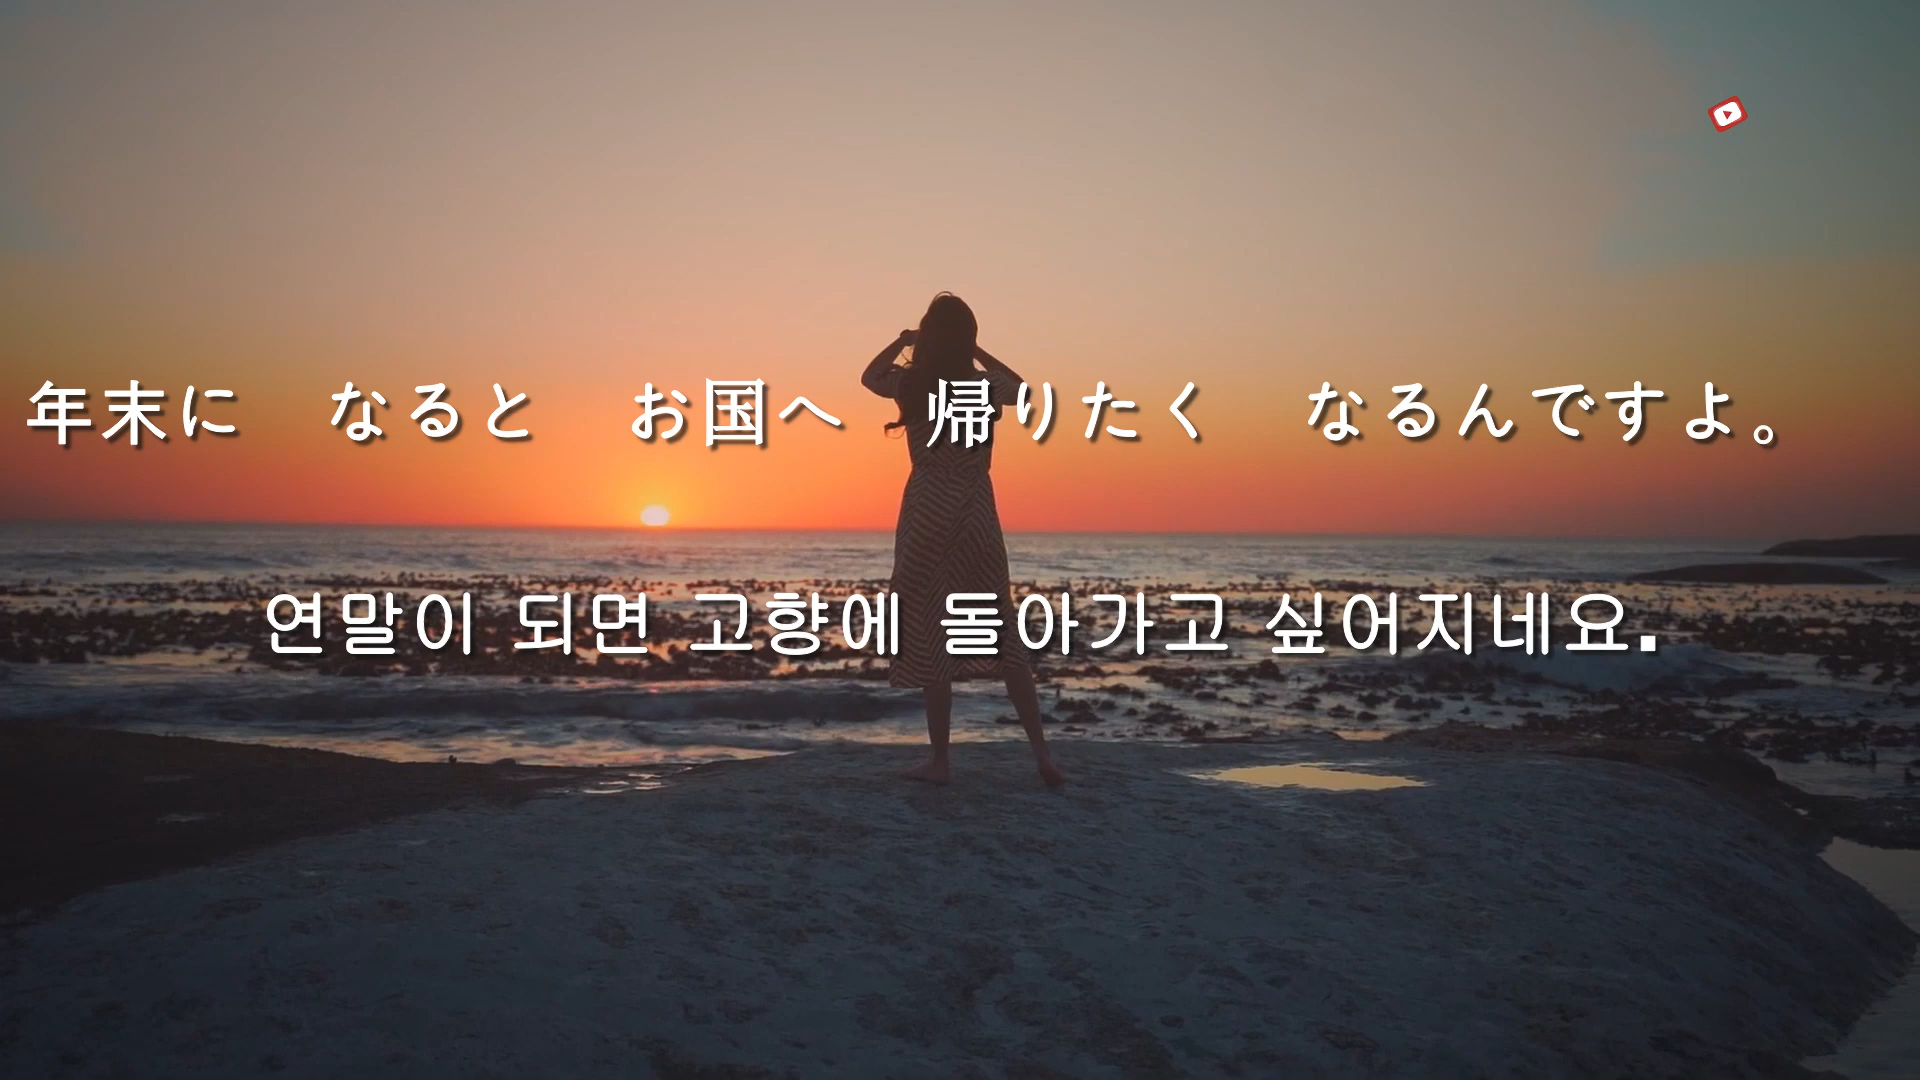 年末に　なると　お国へ　帰りたく　なるんですよ。
연말이 되면 고향에 돌아가고 싶어지네요.